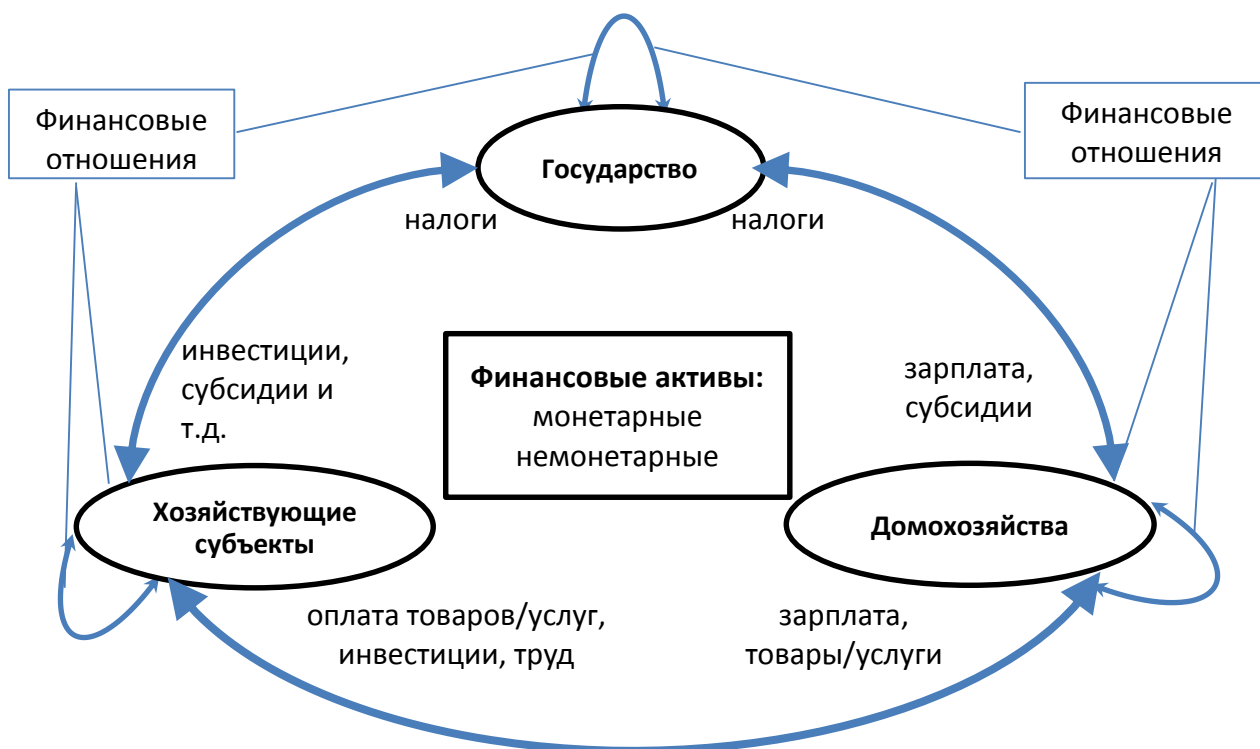 Финансовые
отношения
Финансовые
отношения
Государство
налоги
налоги
инвестиции,
субсидии и
т.д.
Финансовые активы:
монетарные
немонетарные
зарплата,
субсидии
Хозяйствующие
субъекты
Домохозяйства
оплата товаров/услуг,
инвестиции, труд
зарплата,
товары/услуги